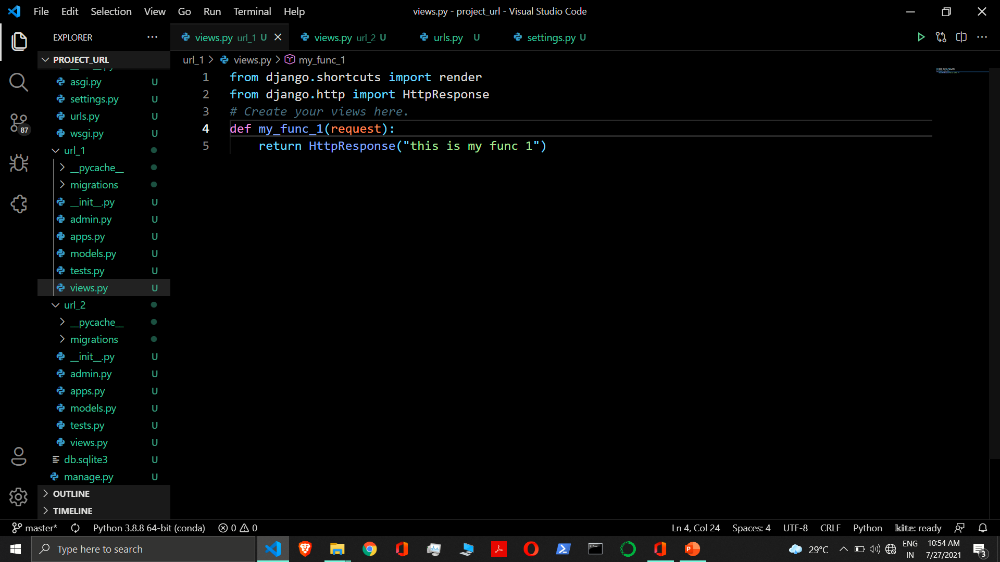 File Edit Selection View Go Run Terminal Help
views.py - project_url - Visual Studio Code
EXPLORER
views.py url_1 U
views.py url_2 U
urls.py U
settings.py U
PROJECT_URL
asgi.py U
settings.py U
urls.py U
wsgi.py U
url_1
__pycache__
migrations
__init__.py U
admin.py U
apps.py U
models.py U
tests.py U
views.py U
url_2
__pycache__
migrations
__init__.py U
admin.py U
apps.py U
models.py U
tests.py U
views.py U
db.sqlite3 U
manage.py U
OUTLINE
TIMELINE
87
url_1 > views.py > my_func_1
1 from django.shortcuts import render
2 from django.http import HttpResponse
3 # Create your views here.
4 def my_func_1(request):
5 return HttpResponse("this is my func 1")
master* Python 3.8.8 64-bit (conda) 0 0
Ln 4, Col 24 Spaces: 4 UTF-8 CRLF Python kite: ready
Type here to search
29°C
ENG
IN
10:54 AM
7/27/2021
3